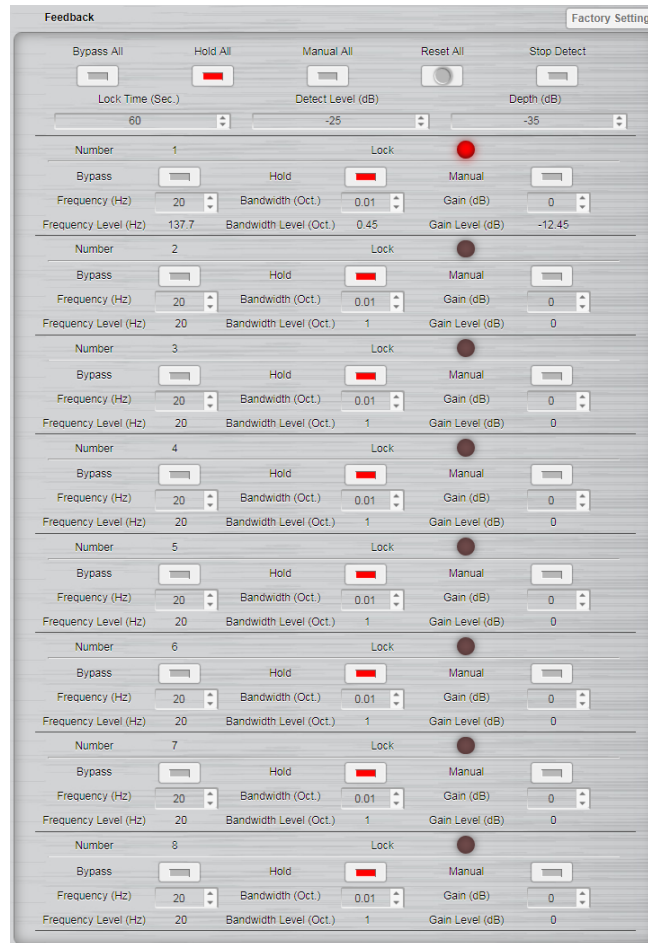 Feedback Factory Setting
Bypass All Hold All Manual All Reset All Stop Detect
Lock Time (Sec.) Detect Level (dB) Depth (dB)
60 -25 -35
Number 1 Lock
Bypass Hold Manual
Frequency (Hz) 20 Bandwidth (Oct.) 0.01 Gain (dB) 0
Frequency Level (Hz) 137.7 Bandwidth Level (Oct.) 0.45 Gain Level (dB) -12.45
Number 2 Lock
Bypass Hold Manual
Frequency (Hz) 20 Bandwidth (Oct.) 0.01 Gain (dB) 0
Frequency Level (Hz) 20 Bandwidth Level (Oct.) 1 Gain Level (dB) 0
Number 3 Lock
Bypass Hold Manual
Frequency (Hz) 20 Bandwidth (Oct.) 0.01 Gain (dB) 0
Frequency Level (Hz) 20 Bandwidth Level (Oct.) 1 Gain Level (dB) 0
Number 4 Lock
Bypass Hold Manual
Frequency (Hz) 20 Bandwidth (Oct.) 0.01 Gain (dB) 0
Frequency Level (Hz) 20 Bandwidth Level (Oct.) 1 Gain Level (dB) 0
Number 5 Lock
Bypass Hold Manual
Frequency (Hz) 20 Bandwidth (Oct.) 0.01 Gain (dB) 0
Frequency Level (Hz) 20 Bandwidth Level (Oct.) 1 Gain Level (dB) 0
Number 6 Lock
Bypass Hold Manual
Frequency (Hz) 20 Bandwidth (Oct.) 0.01 Gain (dB) 0
Frequency Level (Hz) 20 Bandwidth Level (Oct.) 1 Gain Level (dB) 0
Number 7 Lock
Bypass Hold Manual
Frequency (Hz) 20 Bandwidth (Oct.) 0.01 Gain (dB) 0
Frequency Level (Hz) 20 Bandwidth Level (Oct.) 1 Gain Level (dB) 0
Number 8 Lock
Bypass Hold Manual
Frequency (Hz) 20 Bandwidth (Oct.) 0.01 Gain (dB) 0
Frequency Level (Hz) 20 Bandwidth Level (Oct.) 1 Gain Level (dB) 0